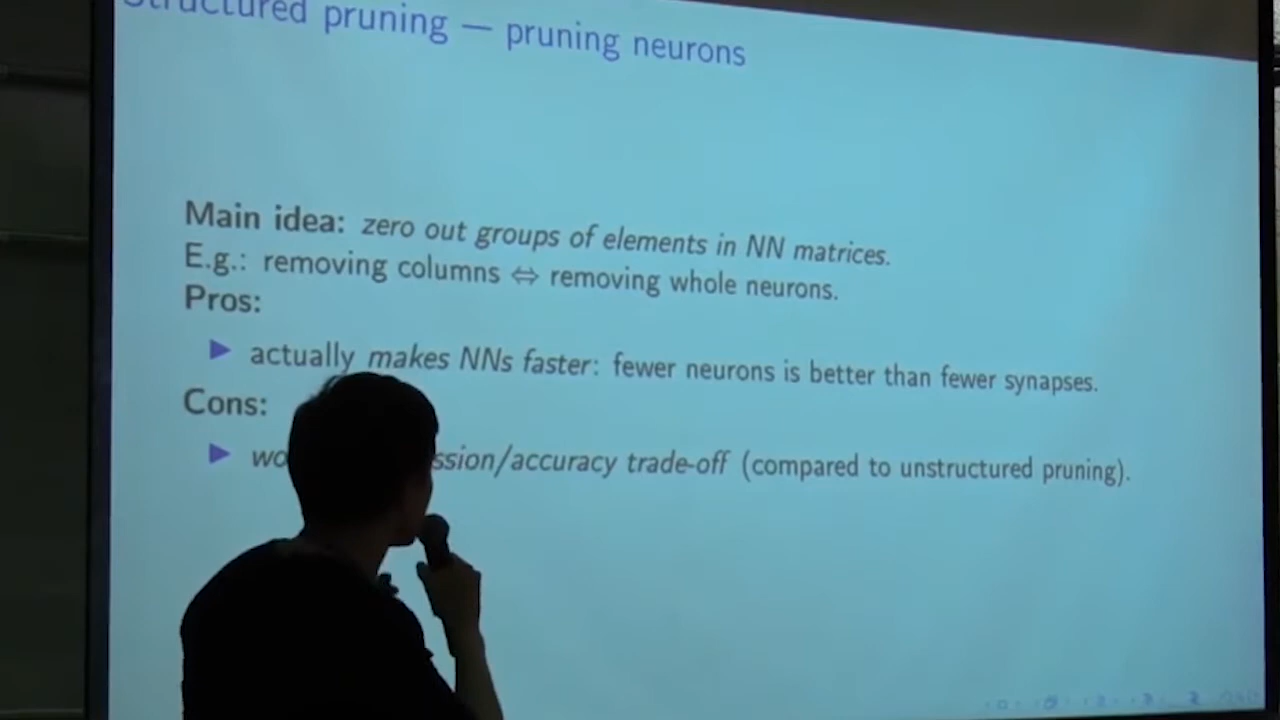 Structured pruning — pruning neurons
Main idea: zero out groups of elements in NN matrices.
E.g.: removing columns ⇔ removing whole neurons.
Pros:
▶ actually makes NNs faster: fewer neurons is better than fewer synapses.
Cons:
▶ wo ssion/accuracy trade-off (compared to unstructured pruning).